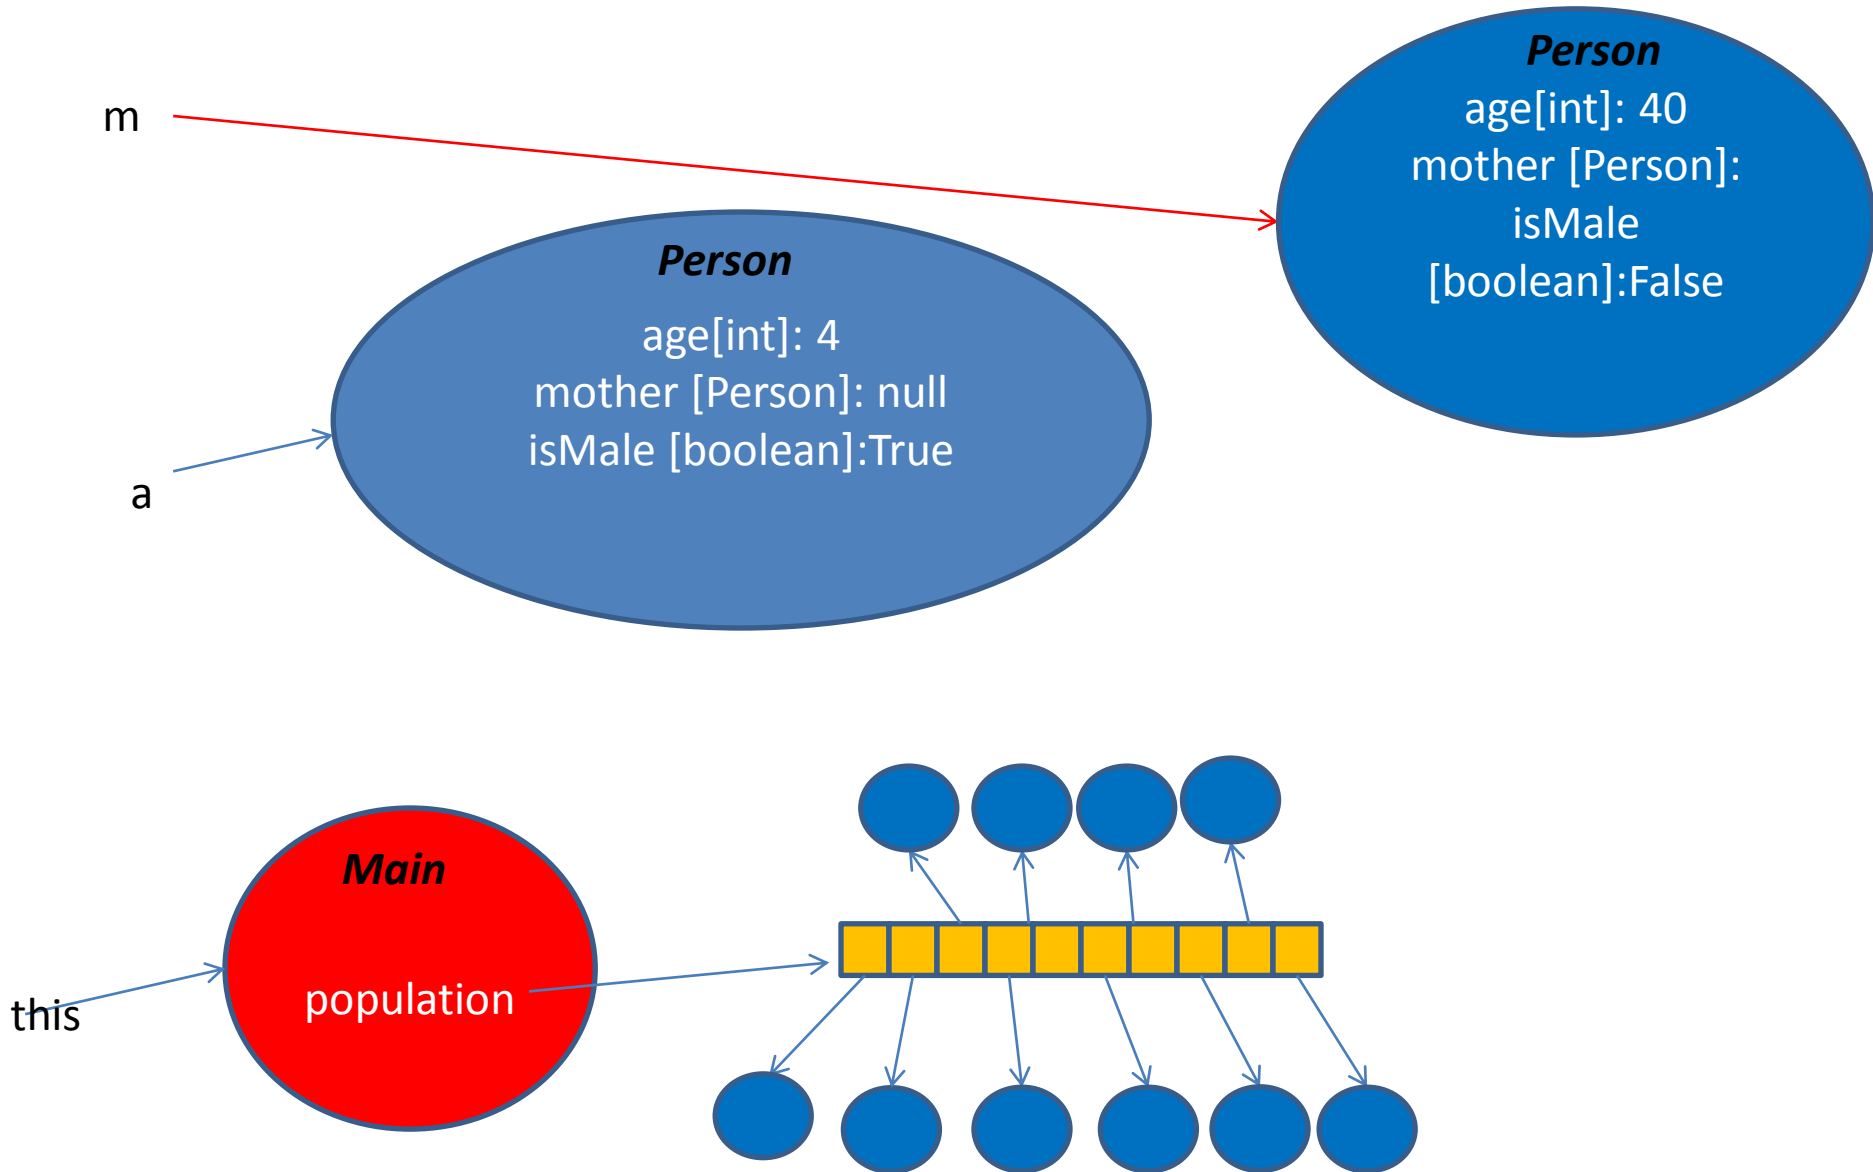 Person
age[int]: 40
mother [Person]:
isMale
[boolean]:False
m
Person
age[int]: 4
mother [Person]: null
isMale [boolean]:True
a
Main
population
this